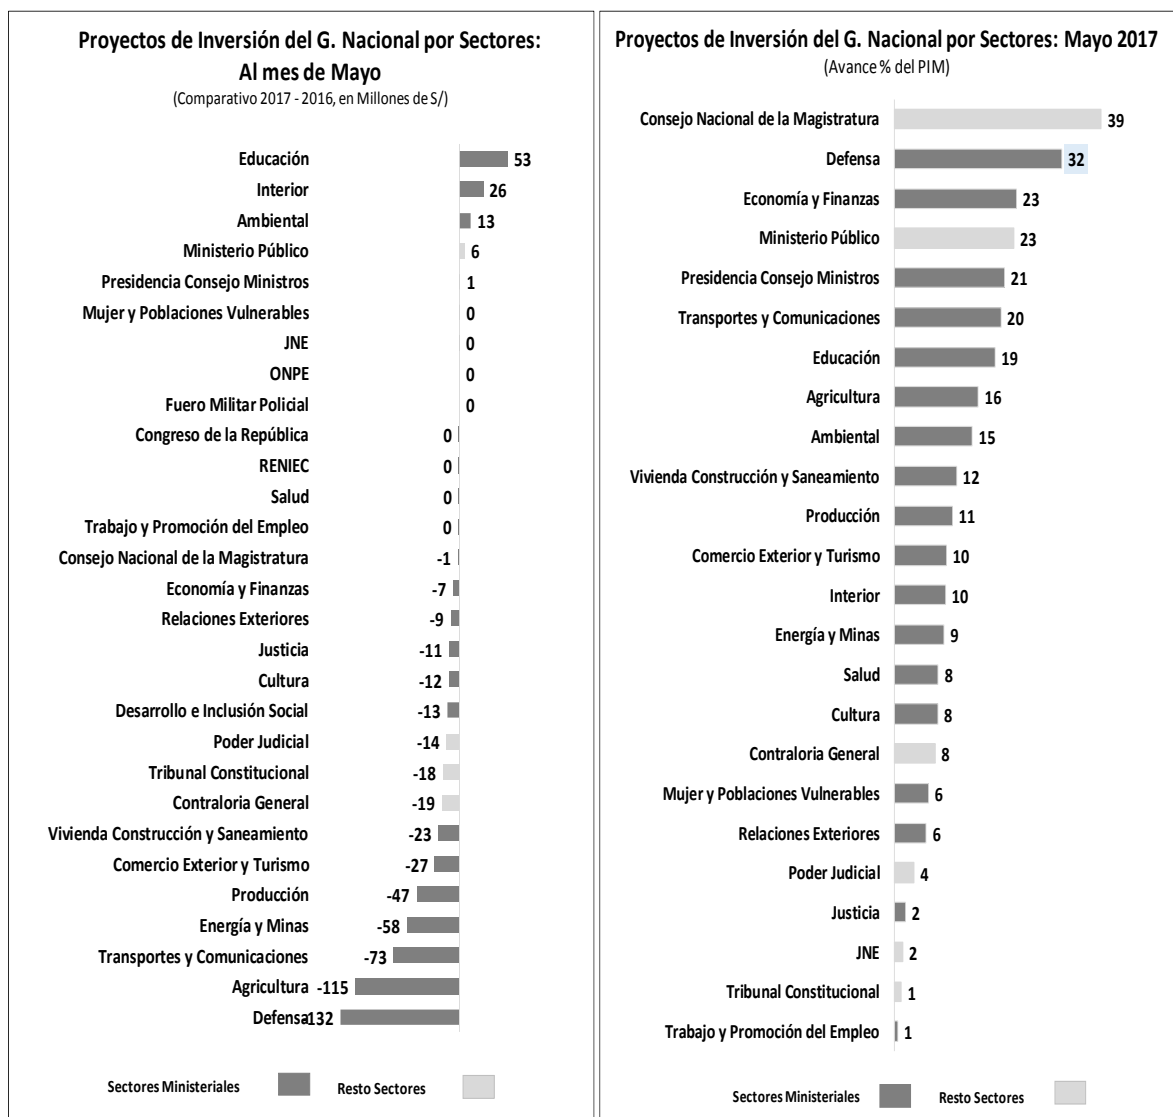 Proyectos de Inversión del G. Nacional por Sectores:
Al mes de Mayo
(Comparativo 2017 - 2016, en Millones de S/)
Educación 53
Interior 26
Ambiental 13
Ministerio Público 6
Presidencia Consejo Ministros 1
Mujer y Poblaciones Vulnerables 0
JNE 0
ONPE 0
Fuero Militar Policial 0
Congreso de la República 0
RENIEC 0
Salud 0
Trabajo y Promoción del Empleo 0
Consejo Nacional de la Magistratura -1
Economía y Finanzas -7
Relaciones Exteriores -9
Justicia -11
Cultura -12
Desarrollo e Inclusión Social -13
Poder Judicial -14
Tribunal Constitucional -18
Contraloria General -19
Vivienda Construcción y Saneamiento -23
Comercio Exterior y Turismo -27
Producción -47
Energía y Minas -58
Transportes y Comunicaciones -73
Agricultura -115
Defensa -132
Sectores Ministeriales Resto Sectores
Proyectos de Inversión del G. Nacional por Sectores: Mayo 2017
(Avance % del PIM)
Consejo Nacional de la Magistratura 39
Defensa 32
Economía y Finanzas 23
Ministerio Público 23
Presidencia Consejo Ministros 21
Transportes y Comunicaciones 20
Educación 19
Agricultura 16
Ambiental 15
Vivienda Construcción y Saneamiento 12
Producción 11
Comercio Exterior y Turismo 10
Interior 10
Energía y Minas 9
Salud 8
Cultura 8
Contraloria General 8
Mujer y Poblaciones Vulnerables 6
Relaciones Exteriores 6
Poder Judicial 4
Justicia 2
JNE 2
Tribunal Constitucional 1
Trabajo y Promoción del Empleo 1
Sectores Ministeriales Resto Sectores